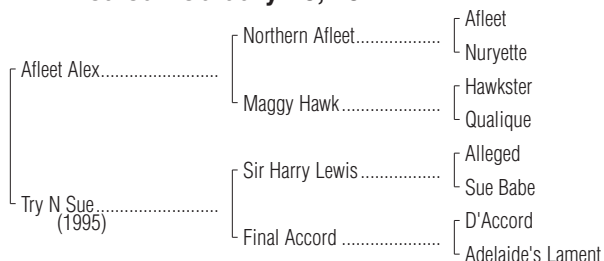 Northern Afleet
Afleet
Nuryette
Afleet Alex
Maggy Hawk
Hawkster
Qualique
Sir Harry Lewis
Alleged
Sue Babe
Try N Sue
(1995)
Final Accord
D'Accord
Adelaide's Lament